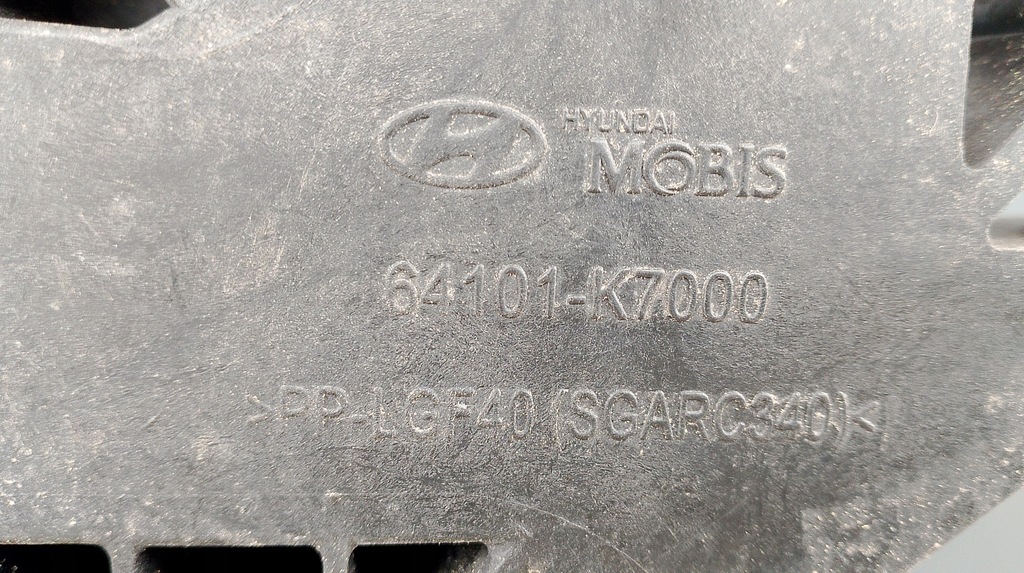 HYUNDAI
MOBIS
64101-K7000
>PP-LGF40 (SGARC340)<